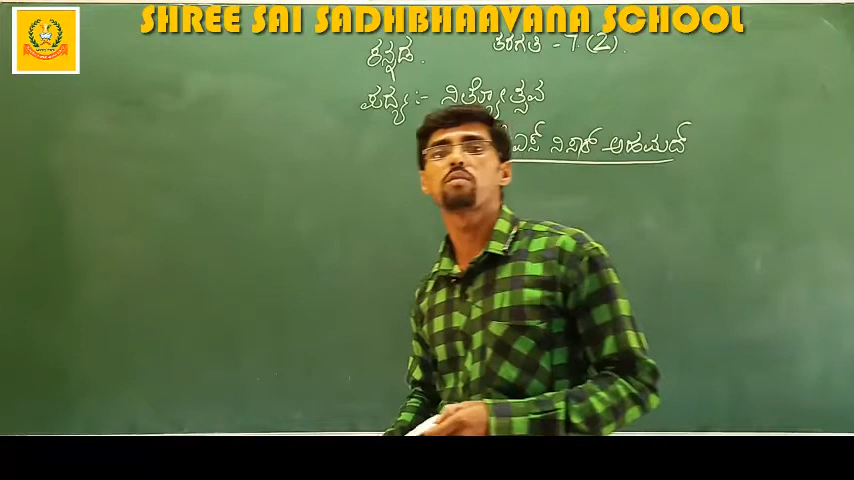 SHREE SAI SADHBHAAVANA SCHOOL
ಕನ್ನಡ. ತರಗತಿ - 7 (2).
ಪದ್ಯ :- ನಿತ್ಯೋತ್ಸವ
ಎಸ್ ನಿಸಾರ್ ಅಹಮದ್